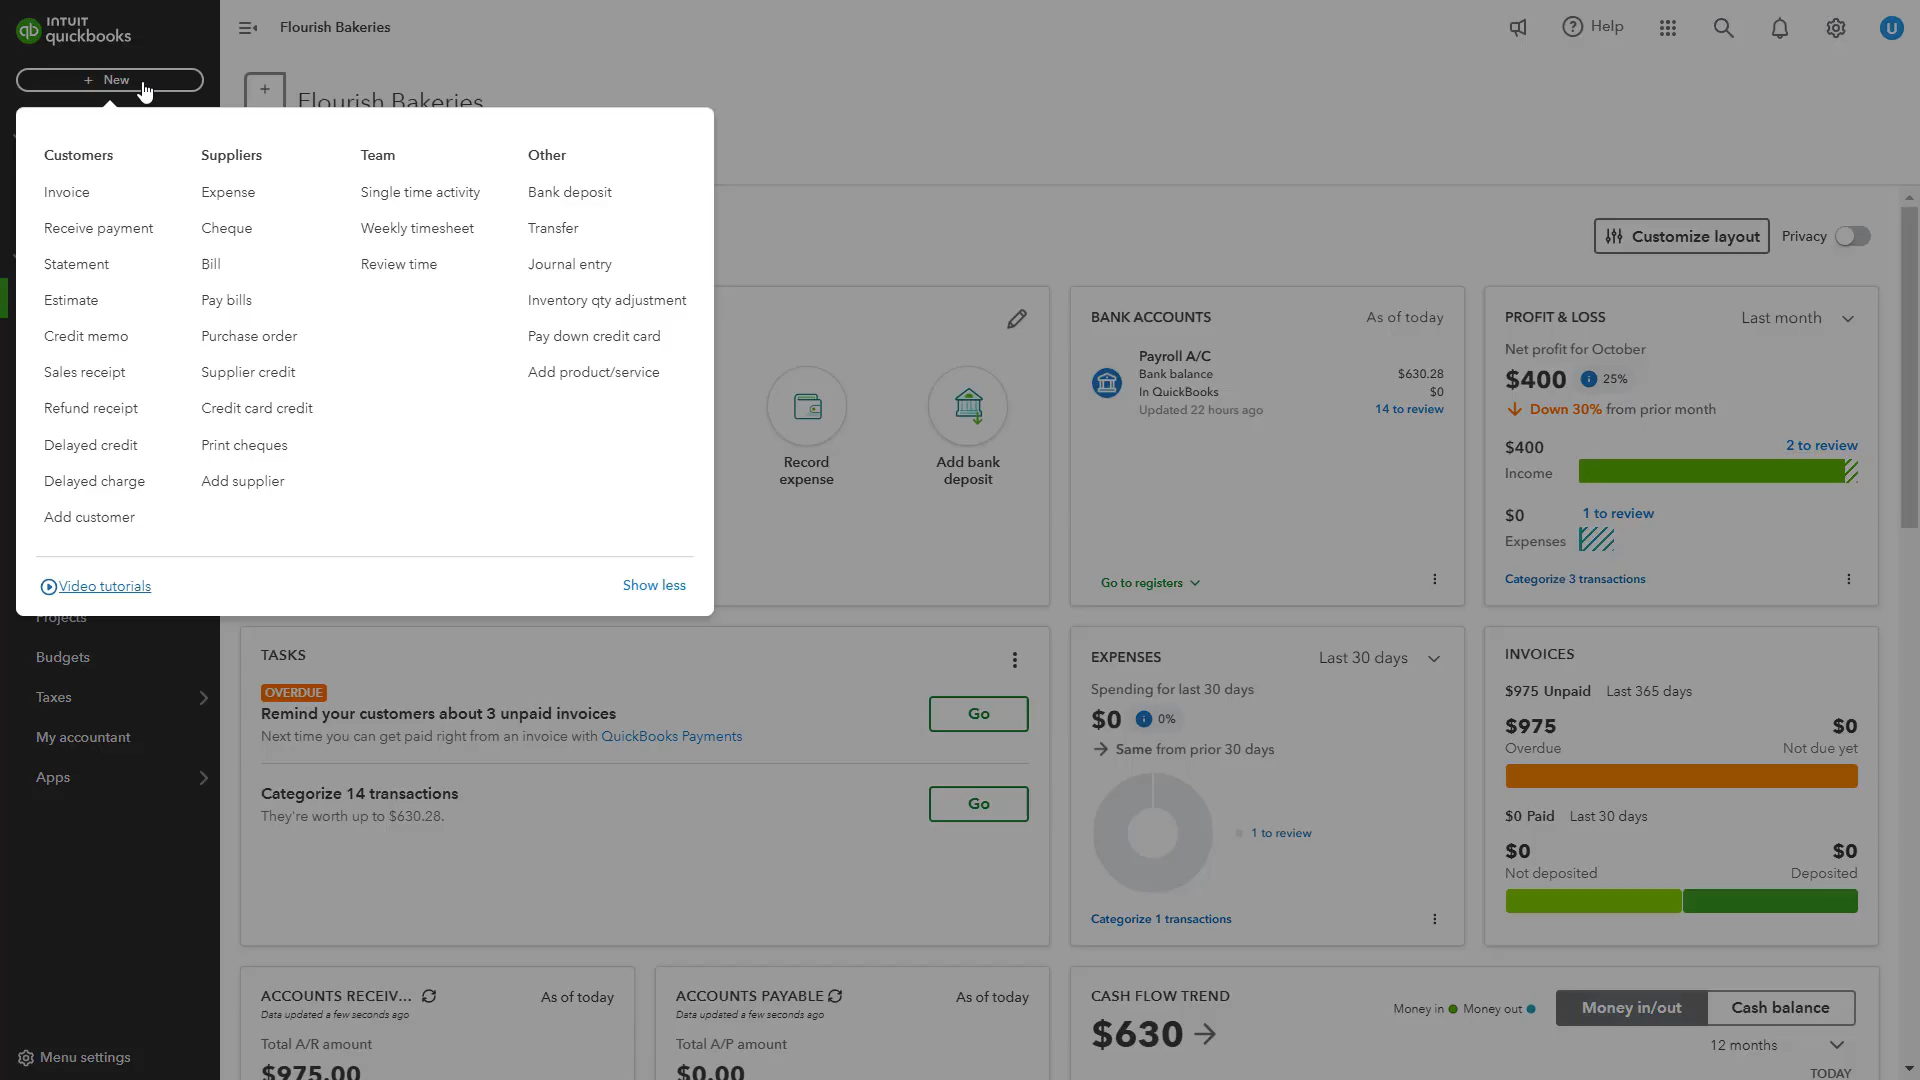 INTUIT
quickbooks
Flourish Bakeries
Help
U
+ New
+
Flourish Bakeries
Customers
Invoice
Receive payment
Statement
Estimate
Credit memo
Sales receipt
Refund receipt
Delayed credit
Delayed charge
Add customer
Suppliers
Expense
Cheque
Bill
Pay bills
Purchase order
Supplier credit
Credit card credit
Print cheques
Add supplier
Team
Single time activity
Weekly timesheet
Review time
Other
Bank deposit
Transfer
Journal entry
Inventory qty adjustment
Pay down credit card
Add product/service
Video tutorials
Show less
Projects
Budgets
Taxes
My accountant
Apps
Menu settings
Customize layout
Privacy
Record
expense
Add bank
deposit
BANK ACCOUNTS
As of today
Payroll A/C
Bank balance $630.28
In QuickBooks $0
Updated 22 hours ago 14 to review
Go to registers
PROFIT & LOSS
Last month
Net profit for October
$400 25%
Down 30% from prior month
$400 2 to review
Income
$0 1 to review
Expenses
Categorize 3 transactions
TASKS
OVERDUE
Remind your customers about 3 unpaid invoices
Next time you can get paid right from an invoice with QuickBooks Payments
Go
Categorize 14 transactions
They're worth up to $630.28.
Go
EXPENSES
Last 30 days
Spending for last 30 days
$0 0%
Same from prior 30 days
1 to review
Categorize 1 transactions
INVOICES
$975 Unpaid Last 365 days
$975 $0
Overdue Not due yet
$0 Paid Last 30 days
$0 $0
Not deposited Deposited
ACCOUNTS RECEIV...
As of today
Data updated a few seconds ago
Total A/R amount
$975.00
ACCOUNTS PAYABLE
As of today
Data updated a few seconds ago
Total A/P amount
$0.00
CASH FLOW TREND
$630
Money in Money out
Money in/out
Cash balance
12 months
TODAY